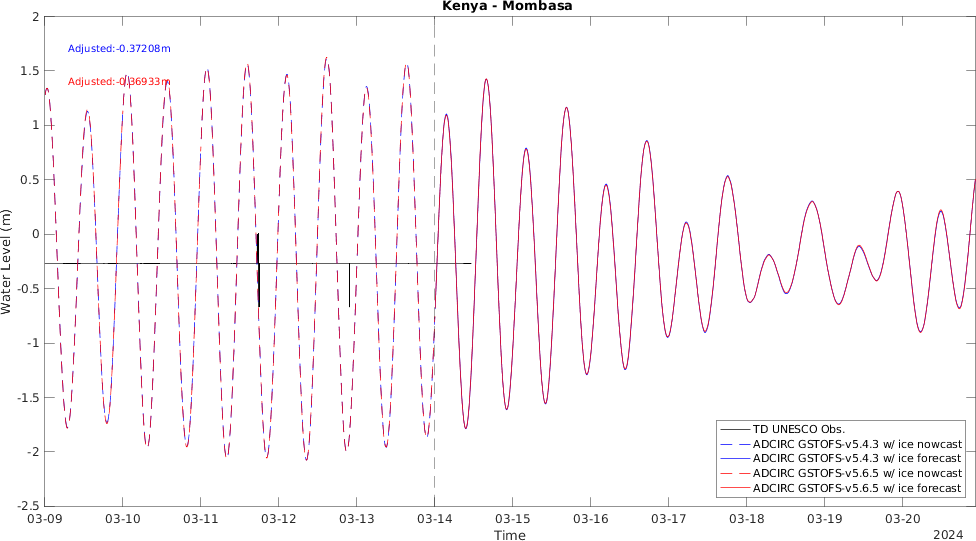 Kenya - Mombasa
Adjusted:-0.37208m
Adjusted:-0.36933m
2
1.5
1
0.5
0
-0.5
-1
-1.5
-2
-2.5
Water Level (m)
TD UNESCO Obs.
ADCIRC GSTOFS-v5.4.3 w/ ice nowcast
ADCIRC GSTOFS-v5.4.3 w/ ice forecast
ADCIRC GSTOFS-v5.6.5 w/ ice nowcast
ADCIRC GSTOFS-v5.6.5 w/ ice forecast
03-09 03-10 03-11 03-12 03-13 03-14 03-15 03-16 03-17 03-18 03-19 03-20
Time
2024